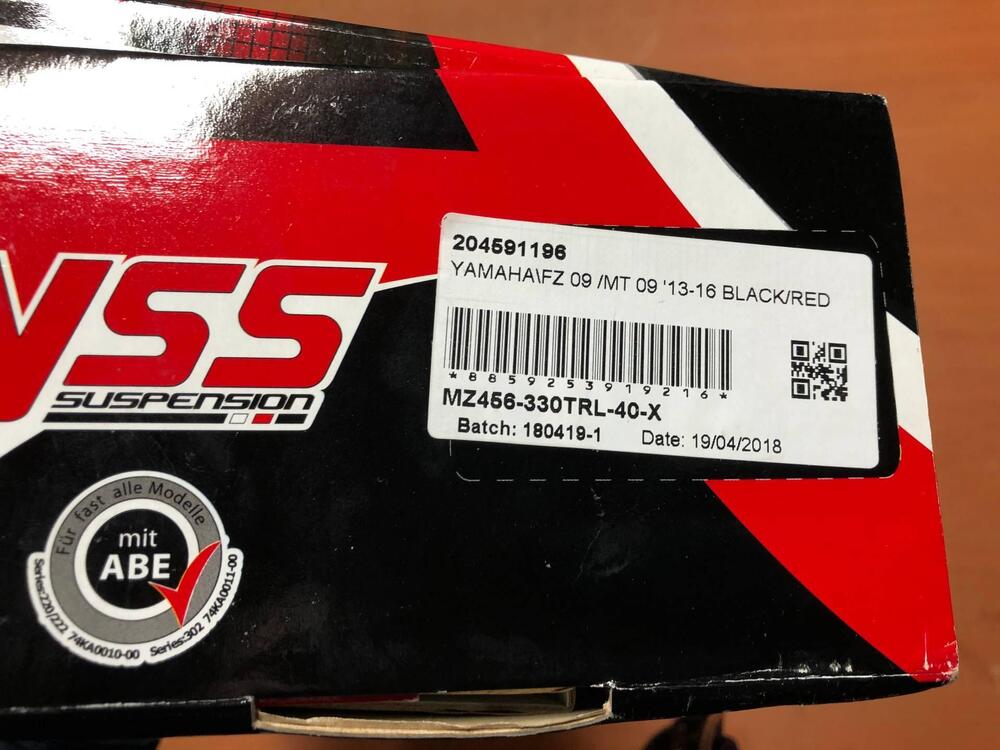 204591196
YAMAHA\FZ 09 /MT 09 '13-16 BLACK/RED
*8859253919216*
MZ456-330TRL-40-X
Batch: 180419-1 Date: 19/04/2018
YSS
SUSPENSION
Für fast alle Modelle
mit
ABE
Series:220/222 74KA0010-00 Series:302 74KA0011-00